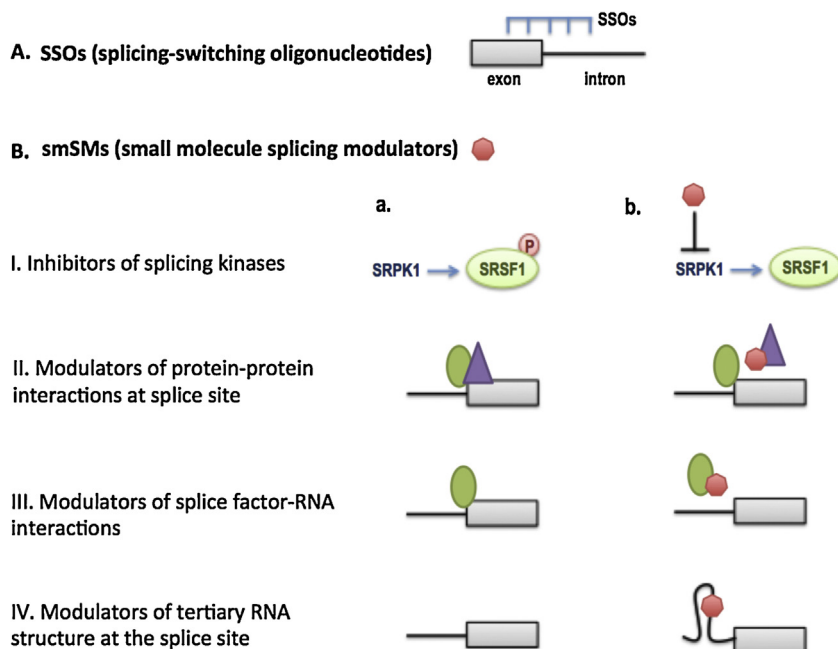 SSOs
A. SSOs (splicing-switching oligonucleotides)
exon intron
B. smSMs (small molecule splicing modulators)
a. b.
I. Inhibitors of splicing kinases
SRPK1 SRSF1 P
SRPK1 SRSF1
II. Modulators of protein-protein
interactions at splice site
III. Modulators of splice factor-RNA
interactions
IV. Modulators of tertiary RNA
structure at the splice site